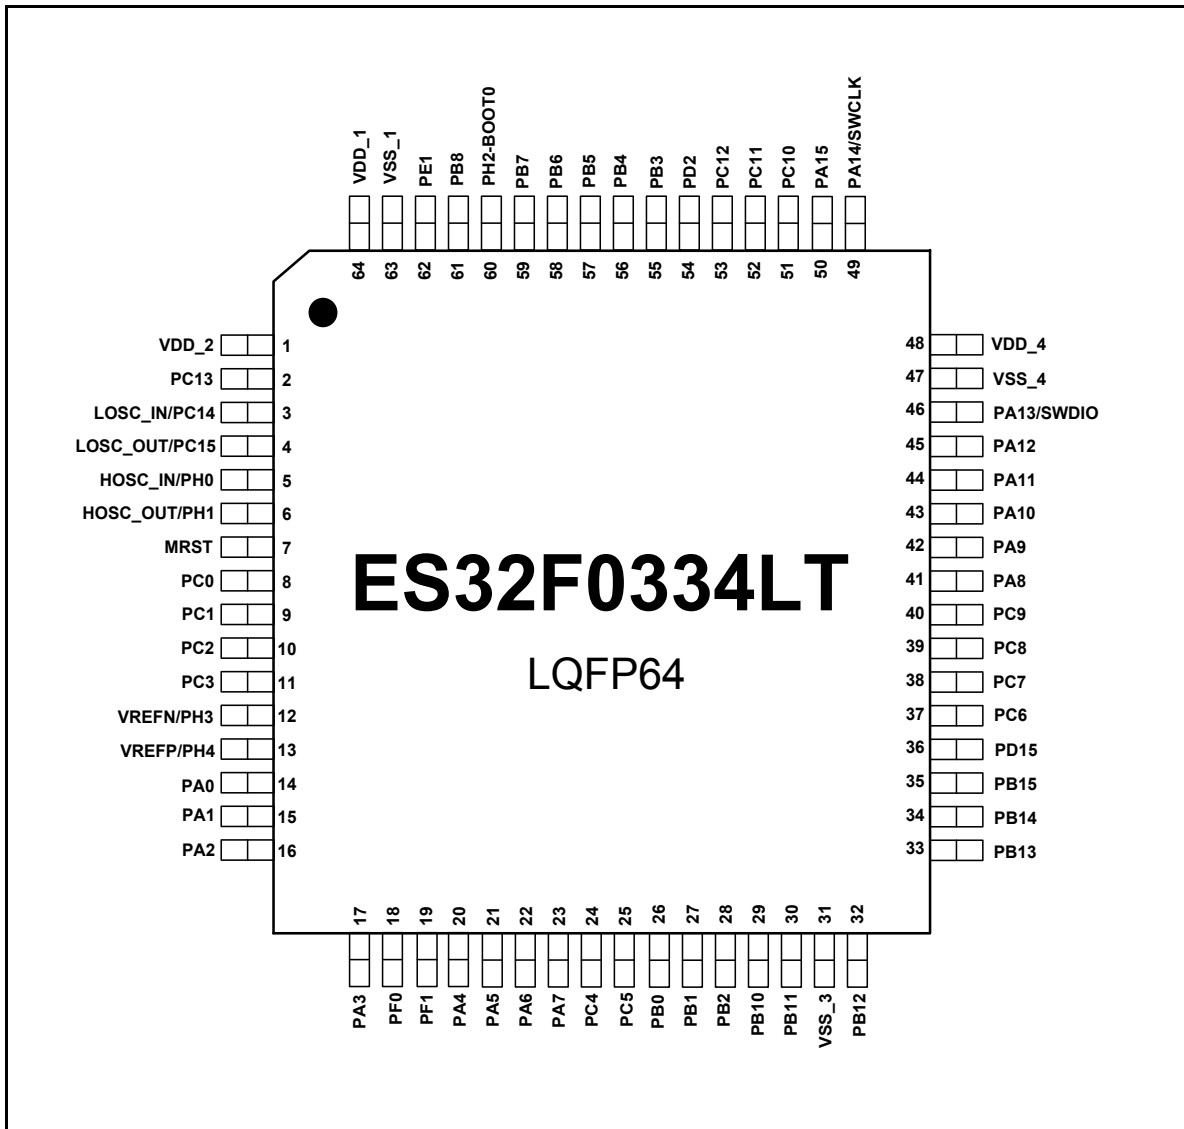 VDD_1
VSS_1
PE1
PB8
PH2-BOOT0
PB7
PB6
PB5
PB4
PB3
PD2
PC12
PC11
PC10
PA15
PA14/SWCLK
64
63
62
61
60
59
58
57
56
55
54
53
52
51
50
49
VDD_2 1
PC13 2
LOSC_IN/PC14 3
LOSC_OUT/PC15 4
HOSC_IN/PH0 5
HOSC_OUT/PH1 6
MRST 7
PC0 8
PC1 9
PC2 10
PC3 11
VREFN/PH3 12
VREFP/PH4 13
PA0 14
PA1 15
PA2 16
ES32F0334LT
LQFP64
48 VDD_4
47 VSS_4
46 PA13/SWDIO
45 PA12
44 PA11
43 PA10
42 PA9
41 PA8
40 PC9
39 PC8
38 PC7
37 PC6
36 PD15
35 PB15
34 PB14
33 PB13
17
18
19
20
21
22
23
24
25
26
27
28
29
30
31
32
PA3
PF0
PF1
PA4
PA5
PA6
PA7
PC4
PC5
PB0
PB1
PB2
PB10
PB11
VSS_3
PB12